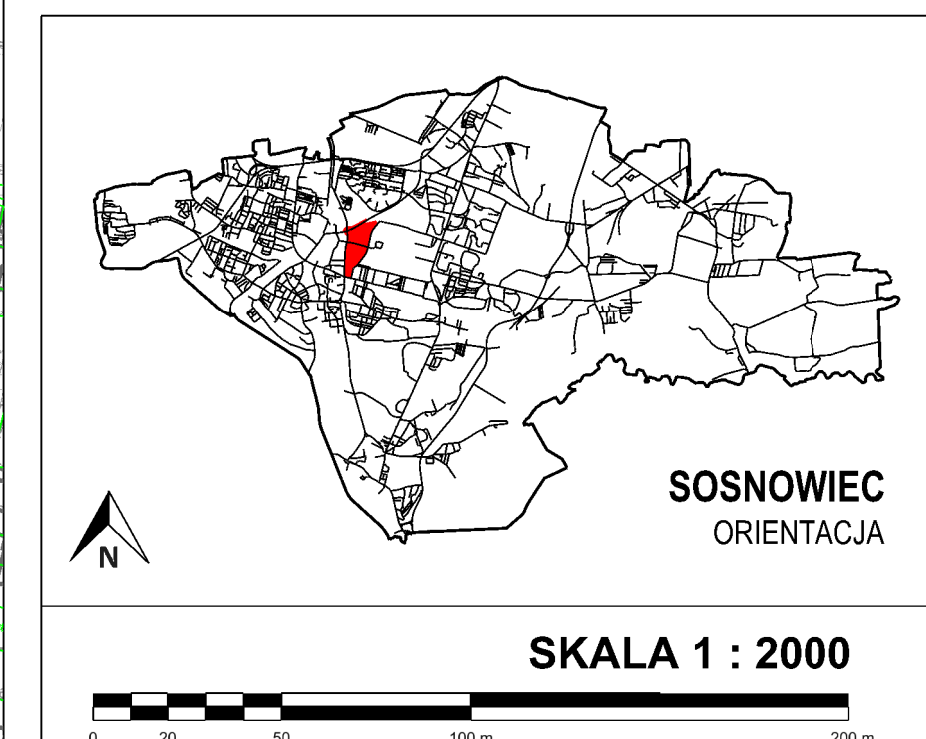 SOSNOWIEC
ORIENTACJA
N
SKALA 1 : 2000
0 20 50 100 m 200 m